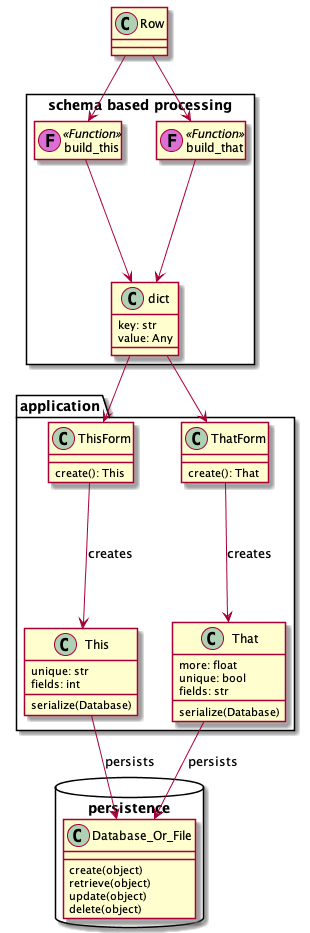 C Row
schema based processing
F «Function» build_this
F «Function» build_that
C dict
key: str
value: Any
application
C ThisForm
create(): This
C ThatForm
create(): That
creates
creates
C This
unique: str
fields: int
serialize(Database)
C That
more: float
unique: bool
fields: str
serialize(Database)
persists
persists
persistence
C Database_Or_File
create(object)
retrieve(object)
update(object)
delete(object)